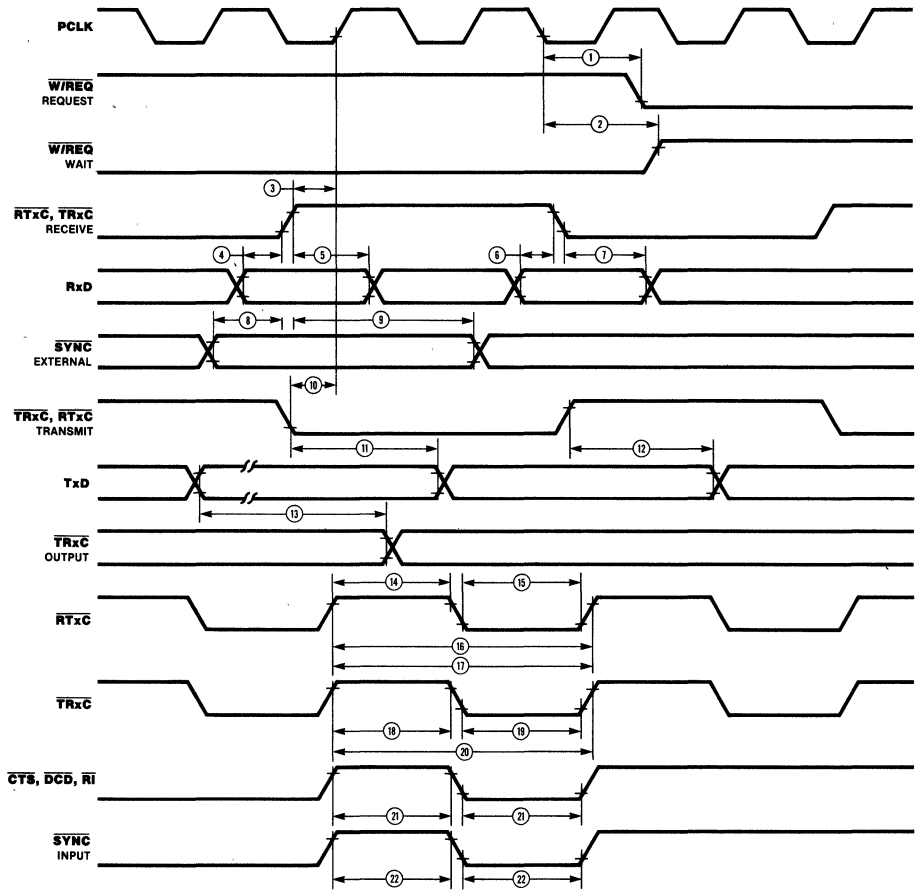 PCLK
1
W/REQ
REQUEST
2
W/REQ
WAIT
3
RTxC, TRxC
RECEIVE
4
5
6
7
RxD
8
9
SYNC
EXTERNAL
10
TRxC, RTxC
TRANSMIT
11
12
TxD
13
TRxC
OUTPUT
14
15
RTxC
16
17
TRxC
18
19
20
CTS, DCD, RI
21
21
SYNC
INPUT
22
22